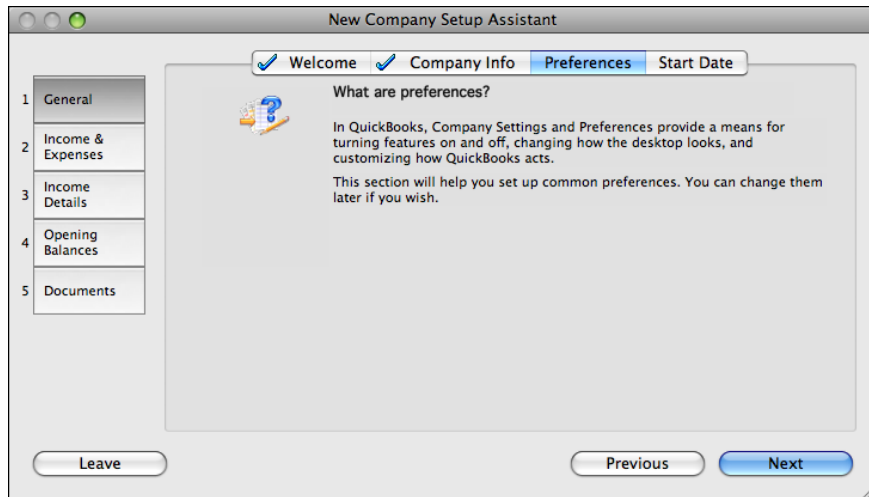 New Company Setup Assistant
Welcome Company Info Preferences Start Date
1 General
2 Income &
Expenses
3 Income
Details
4 Opening
Balances
5 Documents
What are preferences?
In QuickBooks, Company Settings and Preferences provide a means for
turning features on and off, changing how the desktop looks, and
customizing how QuickBooks acts.
This section will help you set up common preferences. You can change them
later if you wish.
Leave Previous Next